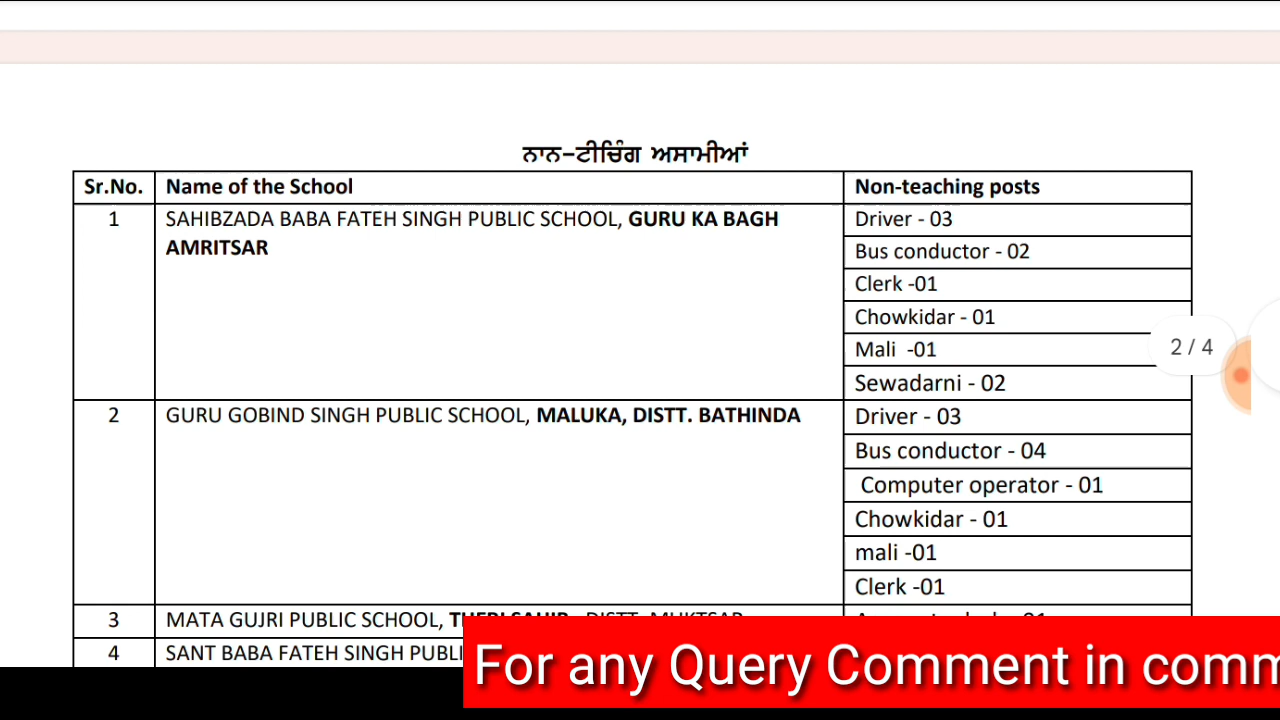 ਨਾਨ-ਟੀਚਿੰਗ ਅਸਾਮੀਆਂ
Sr.No. Name of the School Non-teaching posts
1 SAHIBZADA BABA FATEH SINGH PUBLIC SCHOOL, GURU KA BAGH
AMRITSAR
Driver - 03
Bus conductor - 02
Clerk -01
Chowkidar - 01
Mali -01
Sewadarni - 02
2 / 4
2 GURU GOBIND SINGH PUBLIC SCHOOL, MALUKA, DISTT. BATHINDA
Driver - 03
Bus conductor - 04
Computer operator - 01
Chowkidar - 01
mali -01
Clerk -01
3 MATA GUJRI PUBLIC SCHOOL,
4 SANT BABA FATEH SINGH
For any Query Comment in